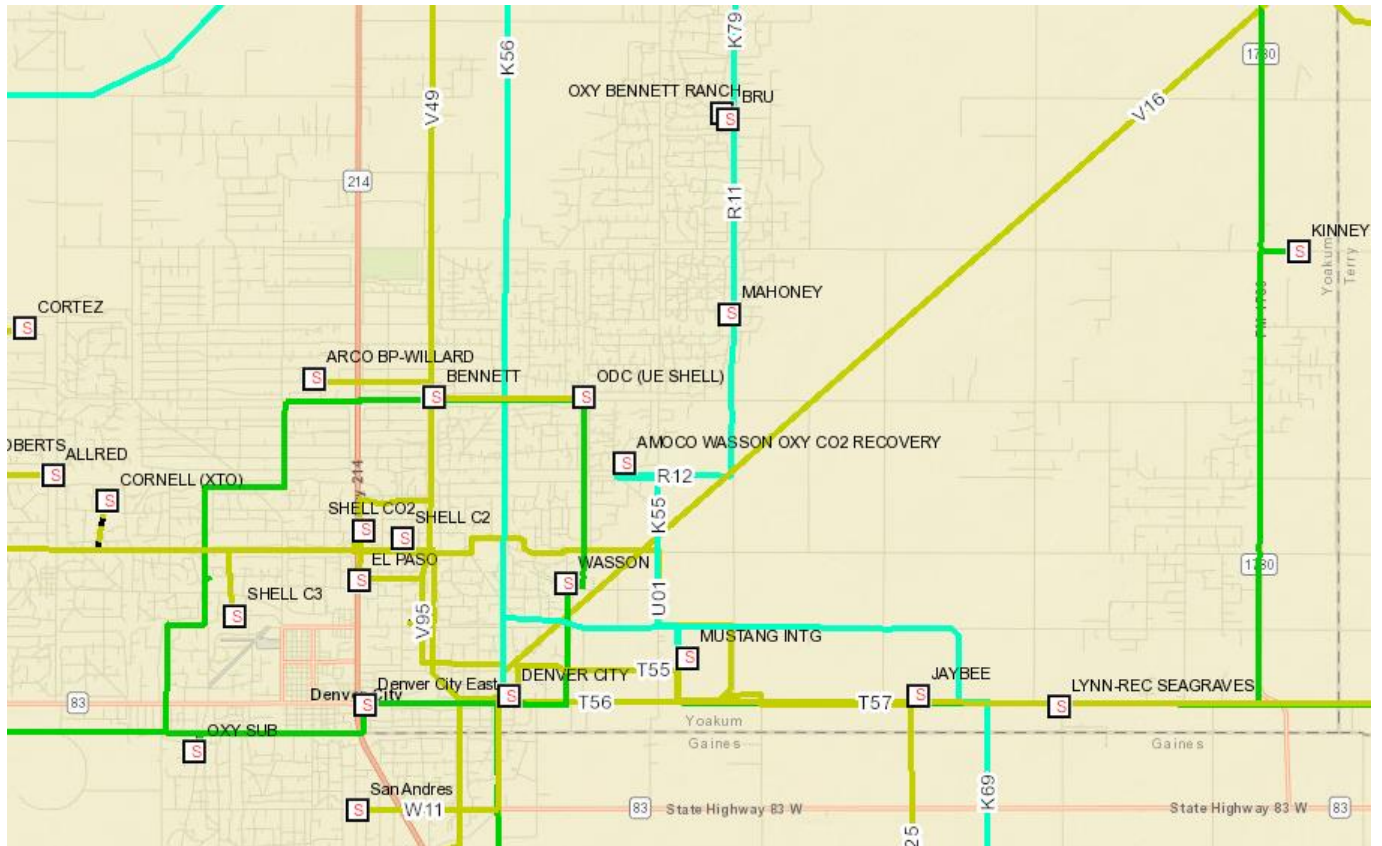 K56
K79
OXY BENNETT RANCH
BRU
S
V49
V16
1780
214
R11
KINNEY
S
Yoakum
Terry
CORTEZ
S
MAHONEY
S
ARCO BP-WILLARD
S
BENNETT
S
ODC (UE SHELL)
S
OBERTS
ALLRED
S
CORNELL (XTO)
S
y 214
AMOCO WASSON OXY CO2 RECOVERY
S
R12
K55
SHELL CO2
S
SHELL C2
S
EL PASO
S
WASSON
S
1780
U01
SHELL C3
S
V95
MUSTANG INTG
S
T55
Denver City East
DENVER CITY
S
JAYBEE
S
LYNN-REC SEAGRAVES
S
83
Denver City
S
T56
T57
Yoakum
Gaines
Gaines
OXY SUB
S
K69
San Andres
S
W11
83
State Highway 83 W
State Highway 83 W
83
25